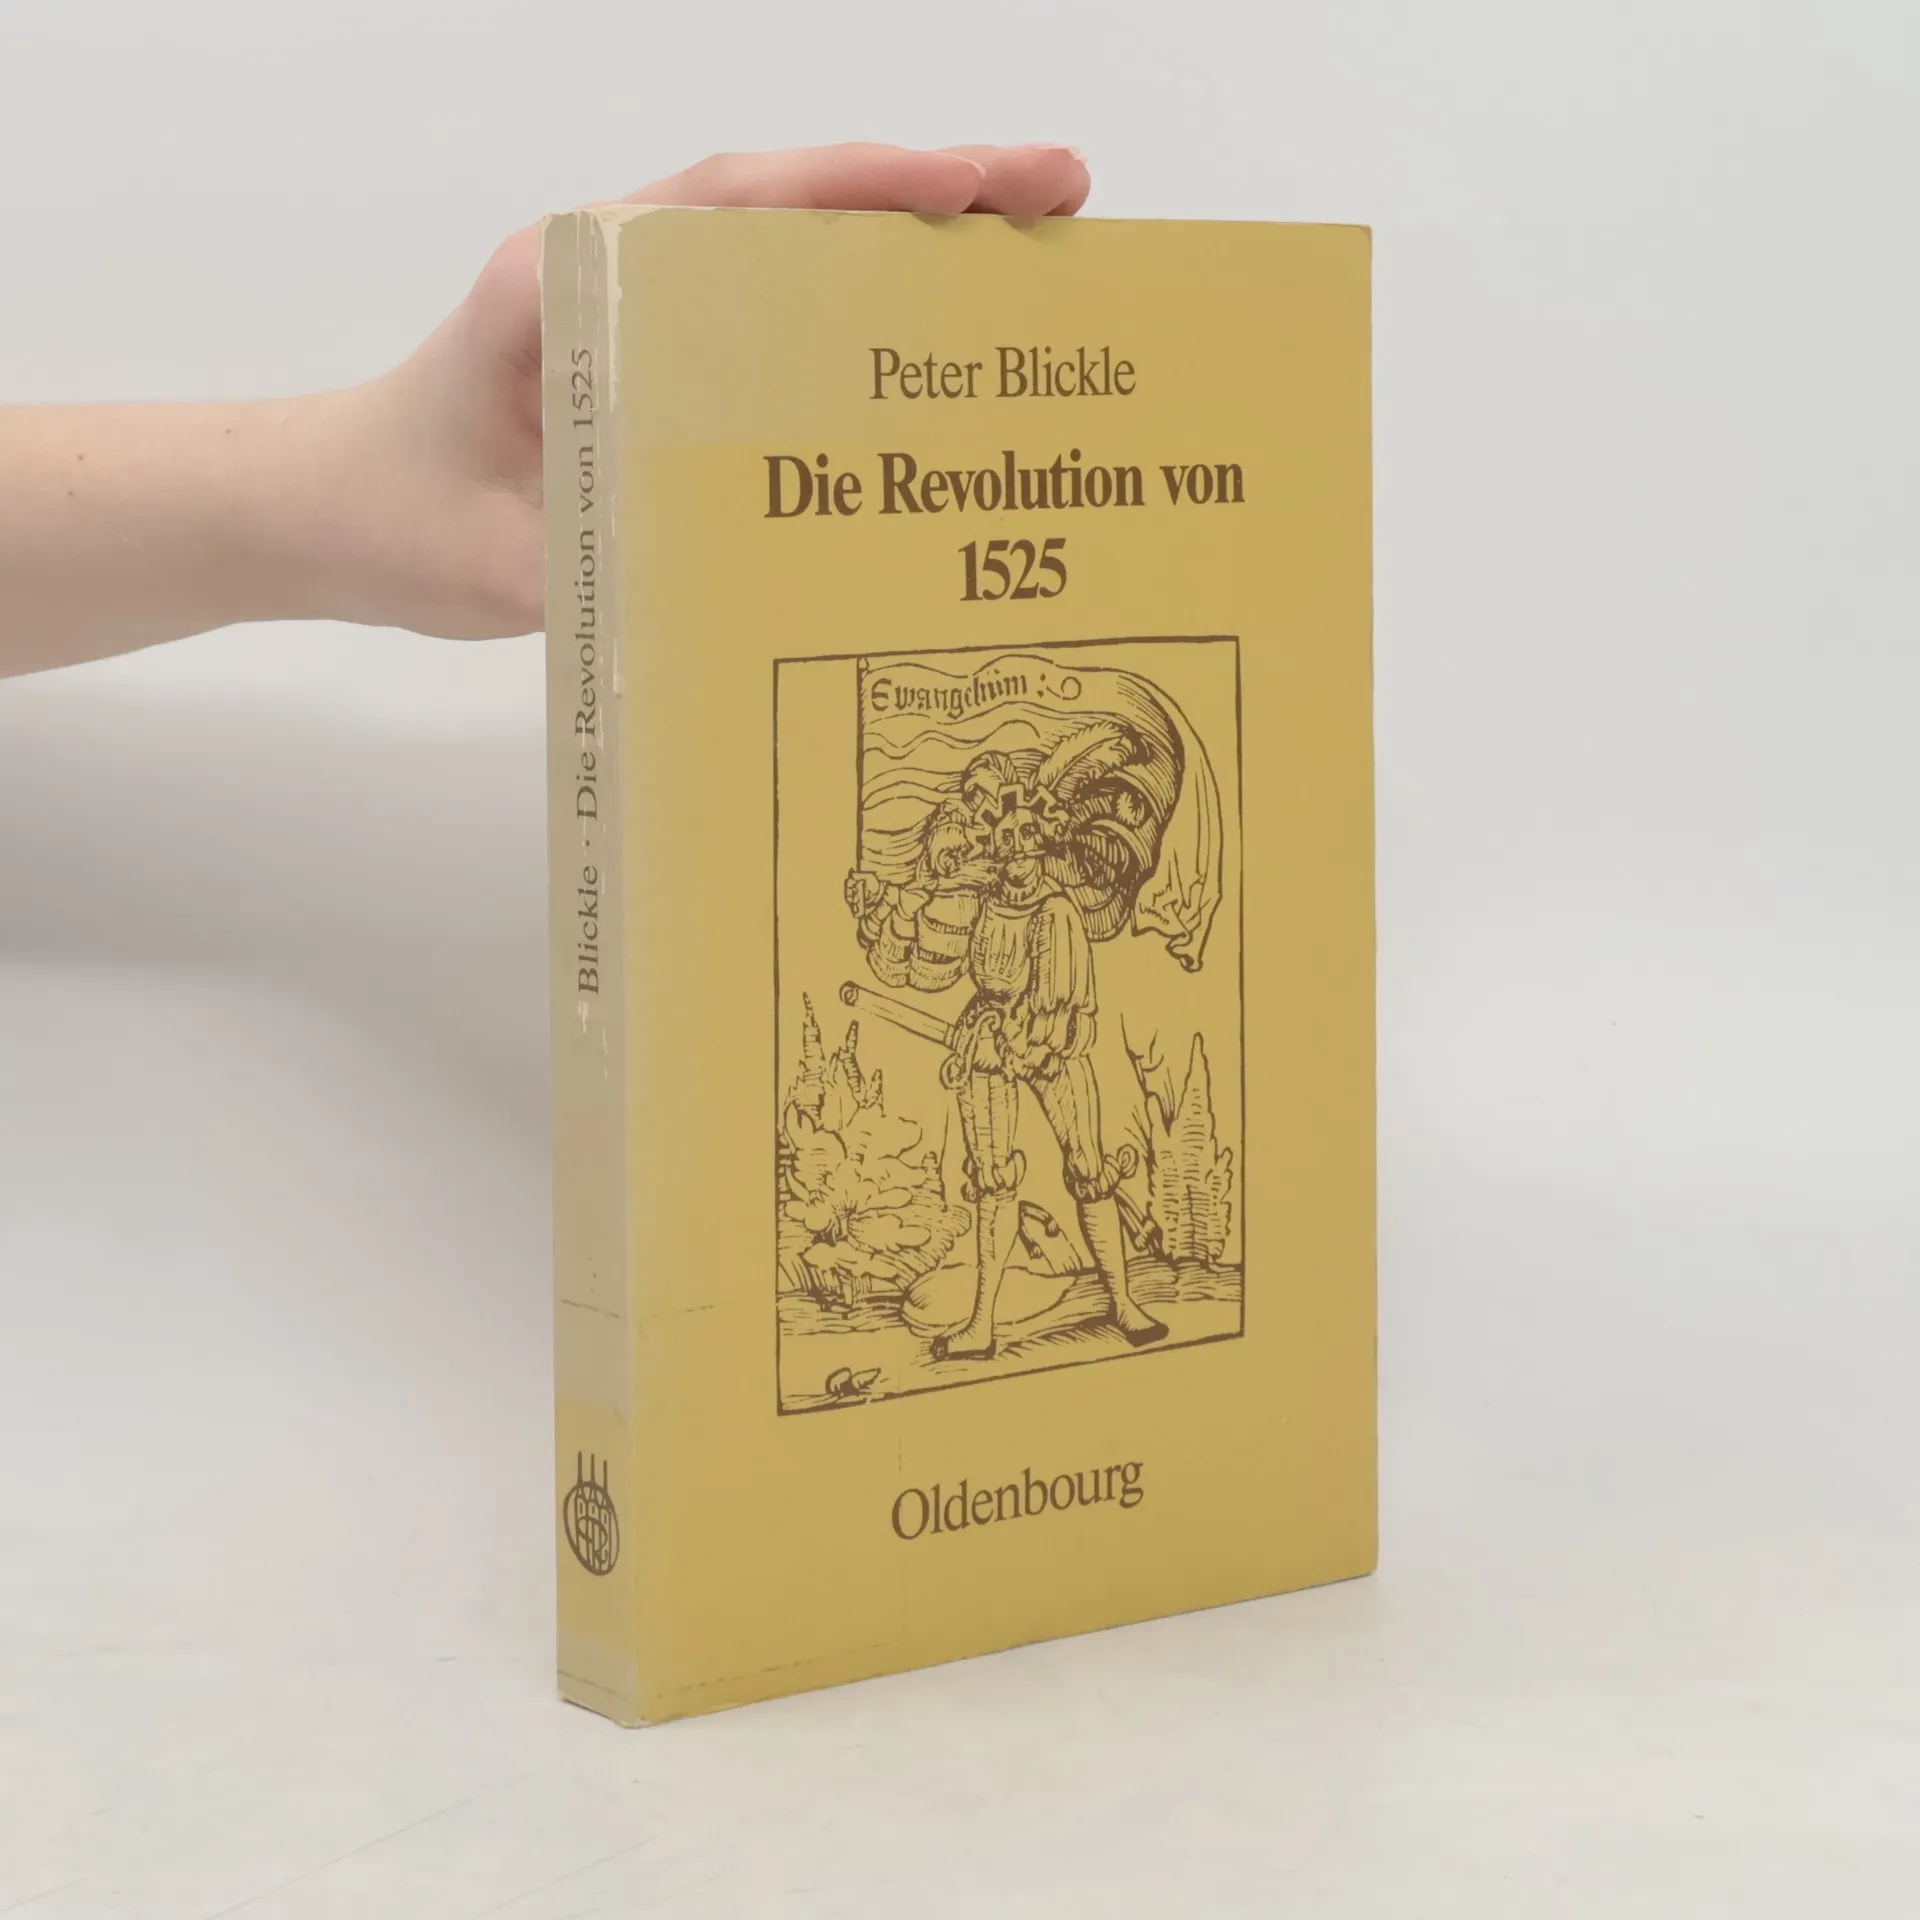 Peter Blickle
Die Revolution von
1525
Ewangelium :
Oldenbourg
Blickle · Die Revolution von 1525